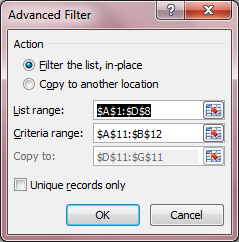 Advanced Filter
Action
Filter the list, in-place
Copy to another location
List range: $A$1:$D$8
Criteria range: $A$11:$B$12
Copy to: $D$11:$G$11
Unique records only
OK Cancel